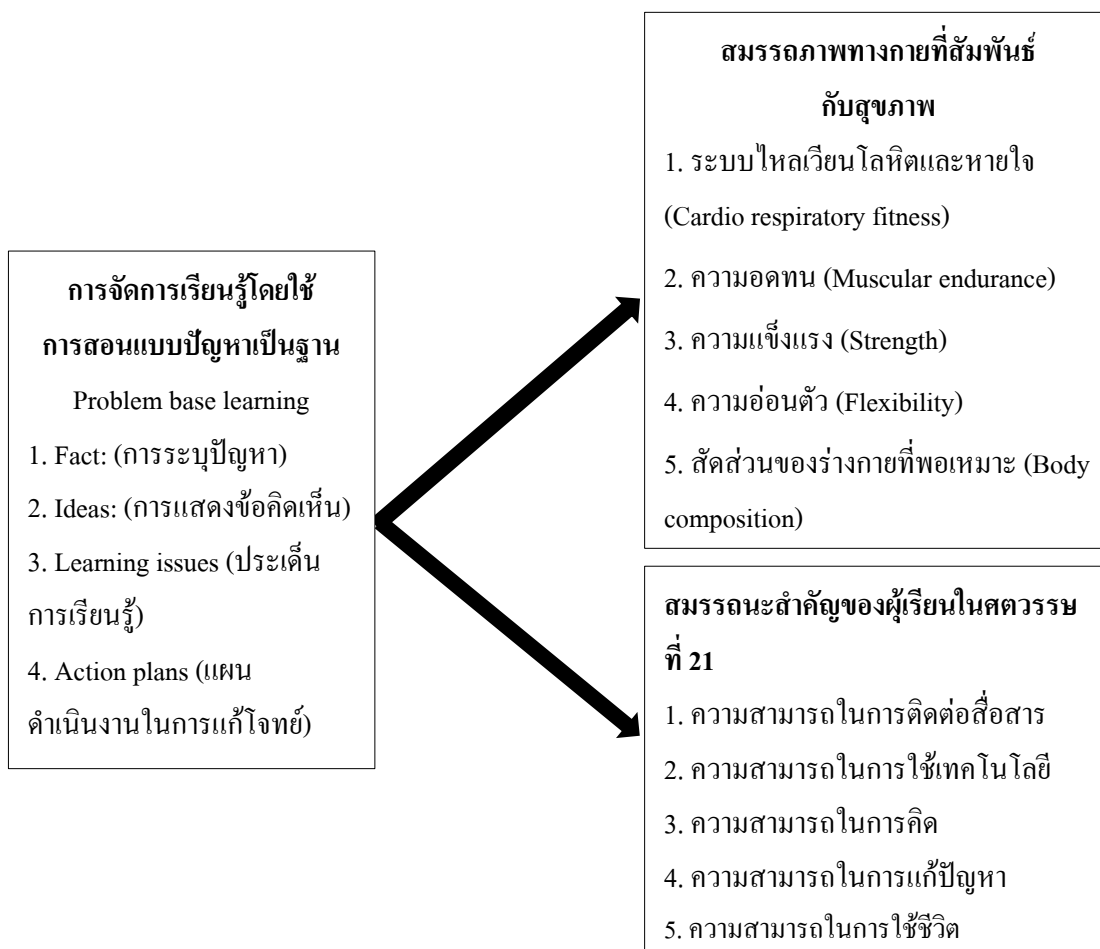 การจัดการเรียนรู้โดยใช้
การสอนแบบปัญหาเป็นฐาน
Problem base learning
1. Fact: (การระบุปัญหา)
2. Ideas: (การแสดงข้อคิดเห็น)
3. Learning issues (ประเด็น
การเรียนรู้)
4. Action plans (แผน
ดำเนินงานในการแก้โจทย์)
สมรรถภาพทางกายที่สัมพันธ์
กับสุขภาพ
1. ระบบไหลเวียนโลหิตและหายใจ
(Cardio respiratory fitness)
2. ความอดทน (Muscular endurance)
3. ความแข็งแรง (Strength)
4. ความอ่อนตัว (Flexibility)
5. สัดส่วนของร่างกายที่พอเหมาะ (Body
composition)
สมรรถนะสำคัญของผู้เรียนในศตวรรษ
ที่ 21
1. ความสามารถในการติดต่อสื่อสาร
2. ความสามารถในการใช้เทคโนโลยี
3. ความสามารถในการคิด
4. ความสามารถในการแก้ปัญหา
5. ความสามารถในการใช้ชีวิต